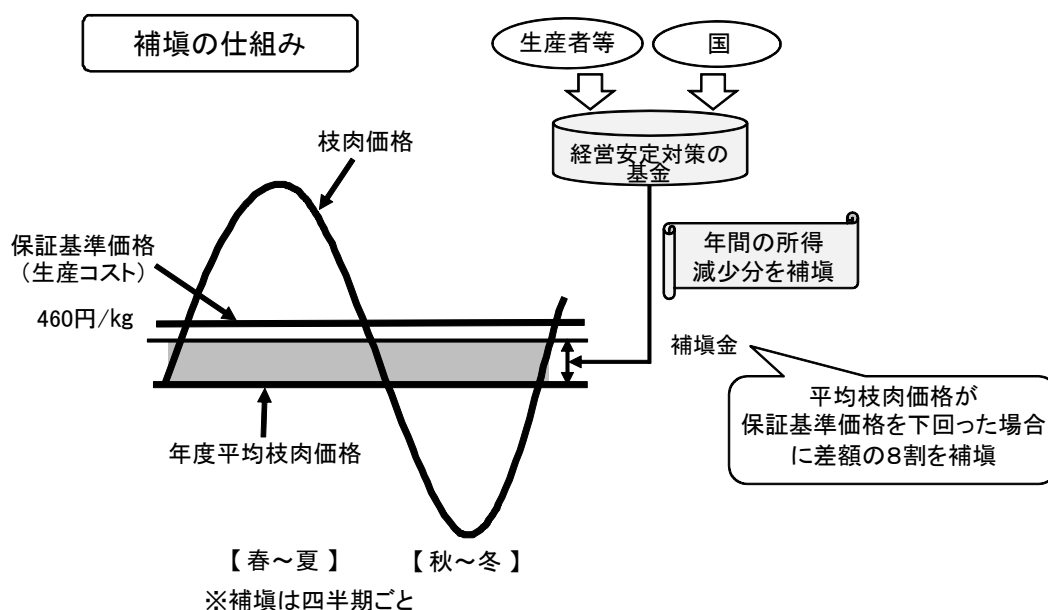 補塡の仕組み
生産者等
国
経営安定対策の
基金
枝肉価格
保証基準価格
（生産コスト）
460円/kg
年間の所得
減少分を補塡
補塡金
平均枝肉価格が
保証基準価格を下回った場合
に差額の８割を補塡
年度平均枝肉価格
【 春～夏 】
【 秋～冬 】
※補塡は四半期ごと